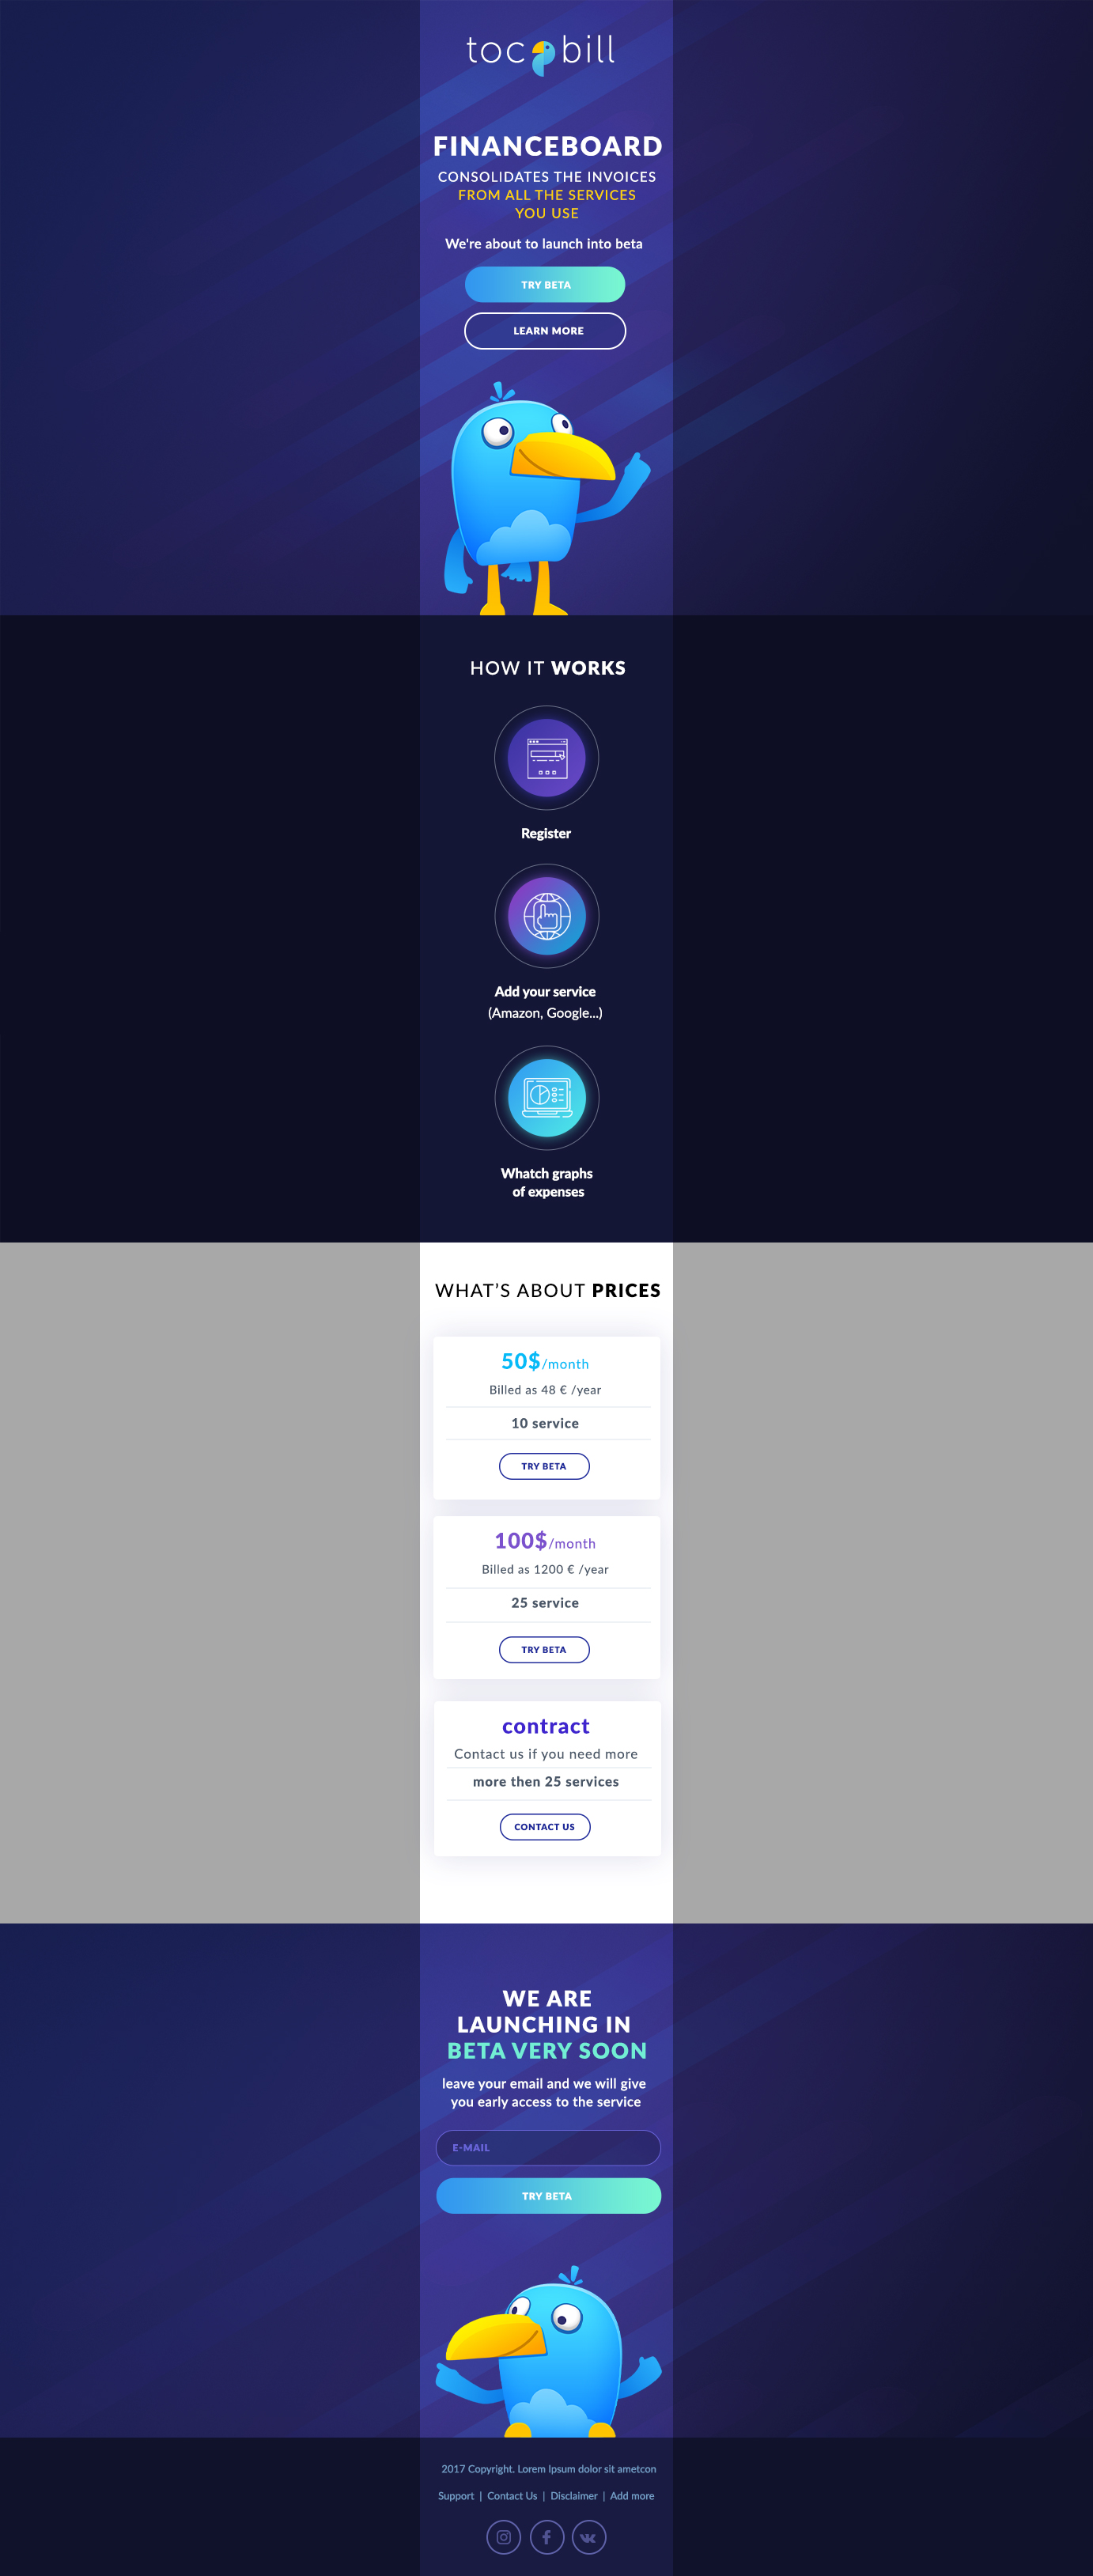 toc bill
FINANCEBOARD
CONSOLIDATES THE INVOICES
FROM ALL THE SERVICES
YOU USE
We're about to launch into beta
TRY BETA
LEARN MORE
HOW IT WORKS
Register
Add your service
(Amazon, Google...)
Whatch graphs
of expenses
WHAT'S ABOUT PRICES
50$/month
Billed as 48 € /year
10 service
TRY BETA
100$/month
Billed as 1200 € /year
25 service
TRY BETA
contract
Contact us if you need more
more then 25 services
CONTACT US
WE ARE
LAUNCHING IN
BETA VERY SOON
leave your email and we will give
you early access to the service
E-MAIL
TRY BETA
2017 Copyright. Lorem Ipsum dolor sit ametcon
Support | Contact Us | Disclaimer | Add more